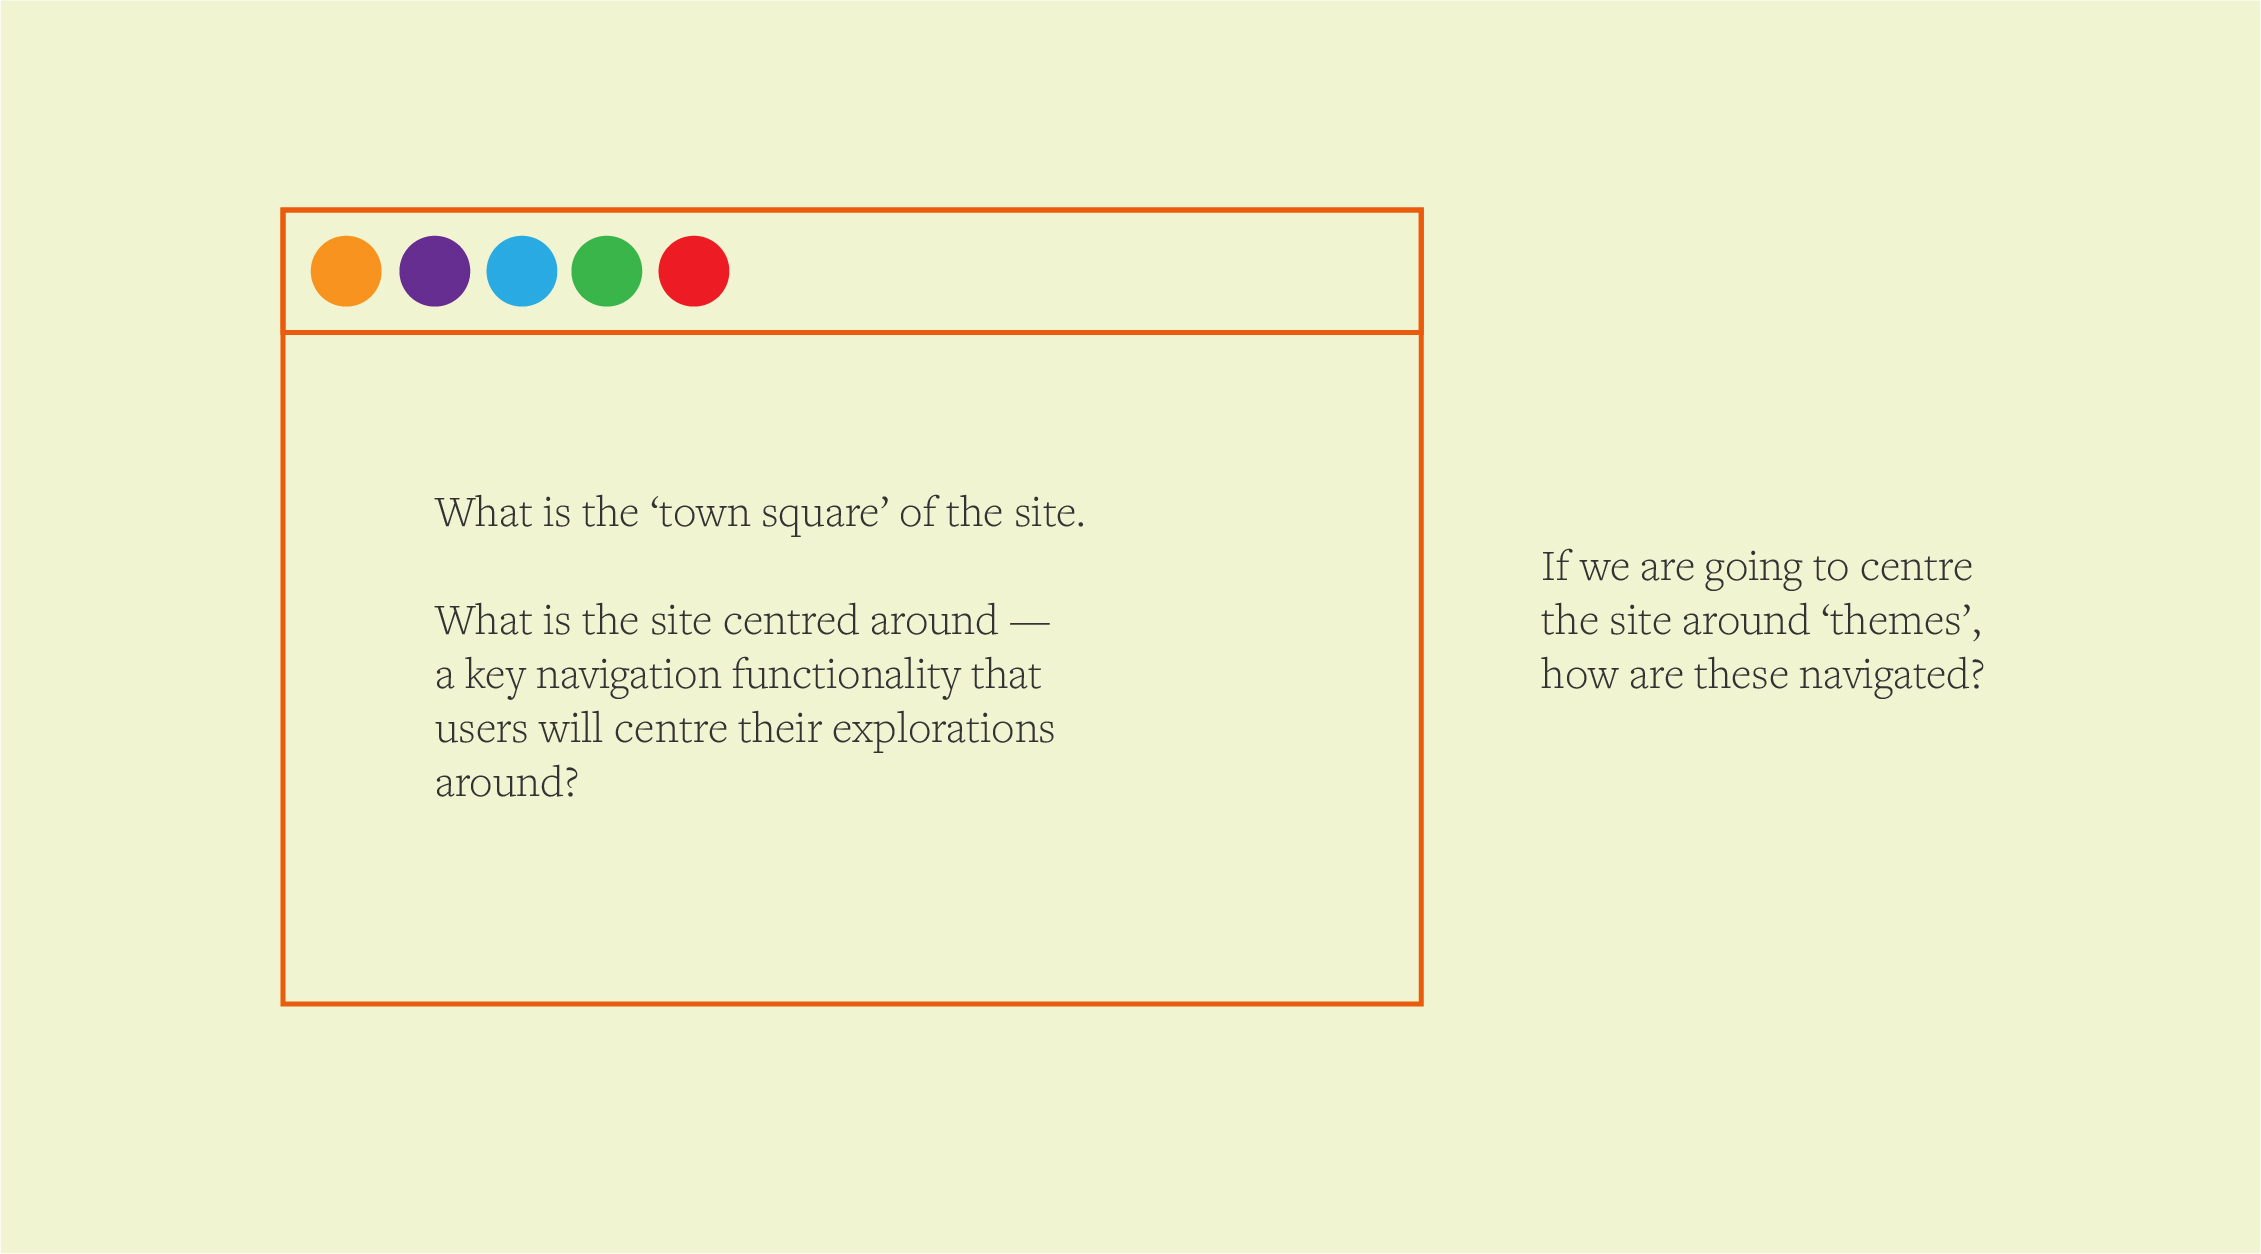 What is the ‘town square’ of the site.
What is the site centred around —
a key navigation functionality that
users will centre their explorations
around?
If we are going to centre
the site around ‘themes’,
how are these navigated?